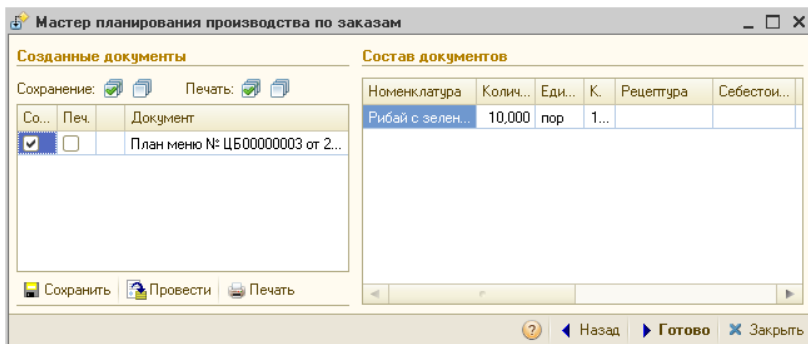 Мастер планирования производства по заказам
Созданные документы
Сохранение: Печать:
Со... Печ. Документ
План меню № ЦБ00000003 от 2...
Сохранить Провести Печать
Состав документов
Номенклатура Колич... Еди... К. Рецептура Себестои...
Рибай с зелен... 10,000 пор 1...
? Назад Готово Закрыть